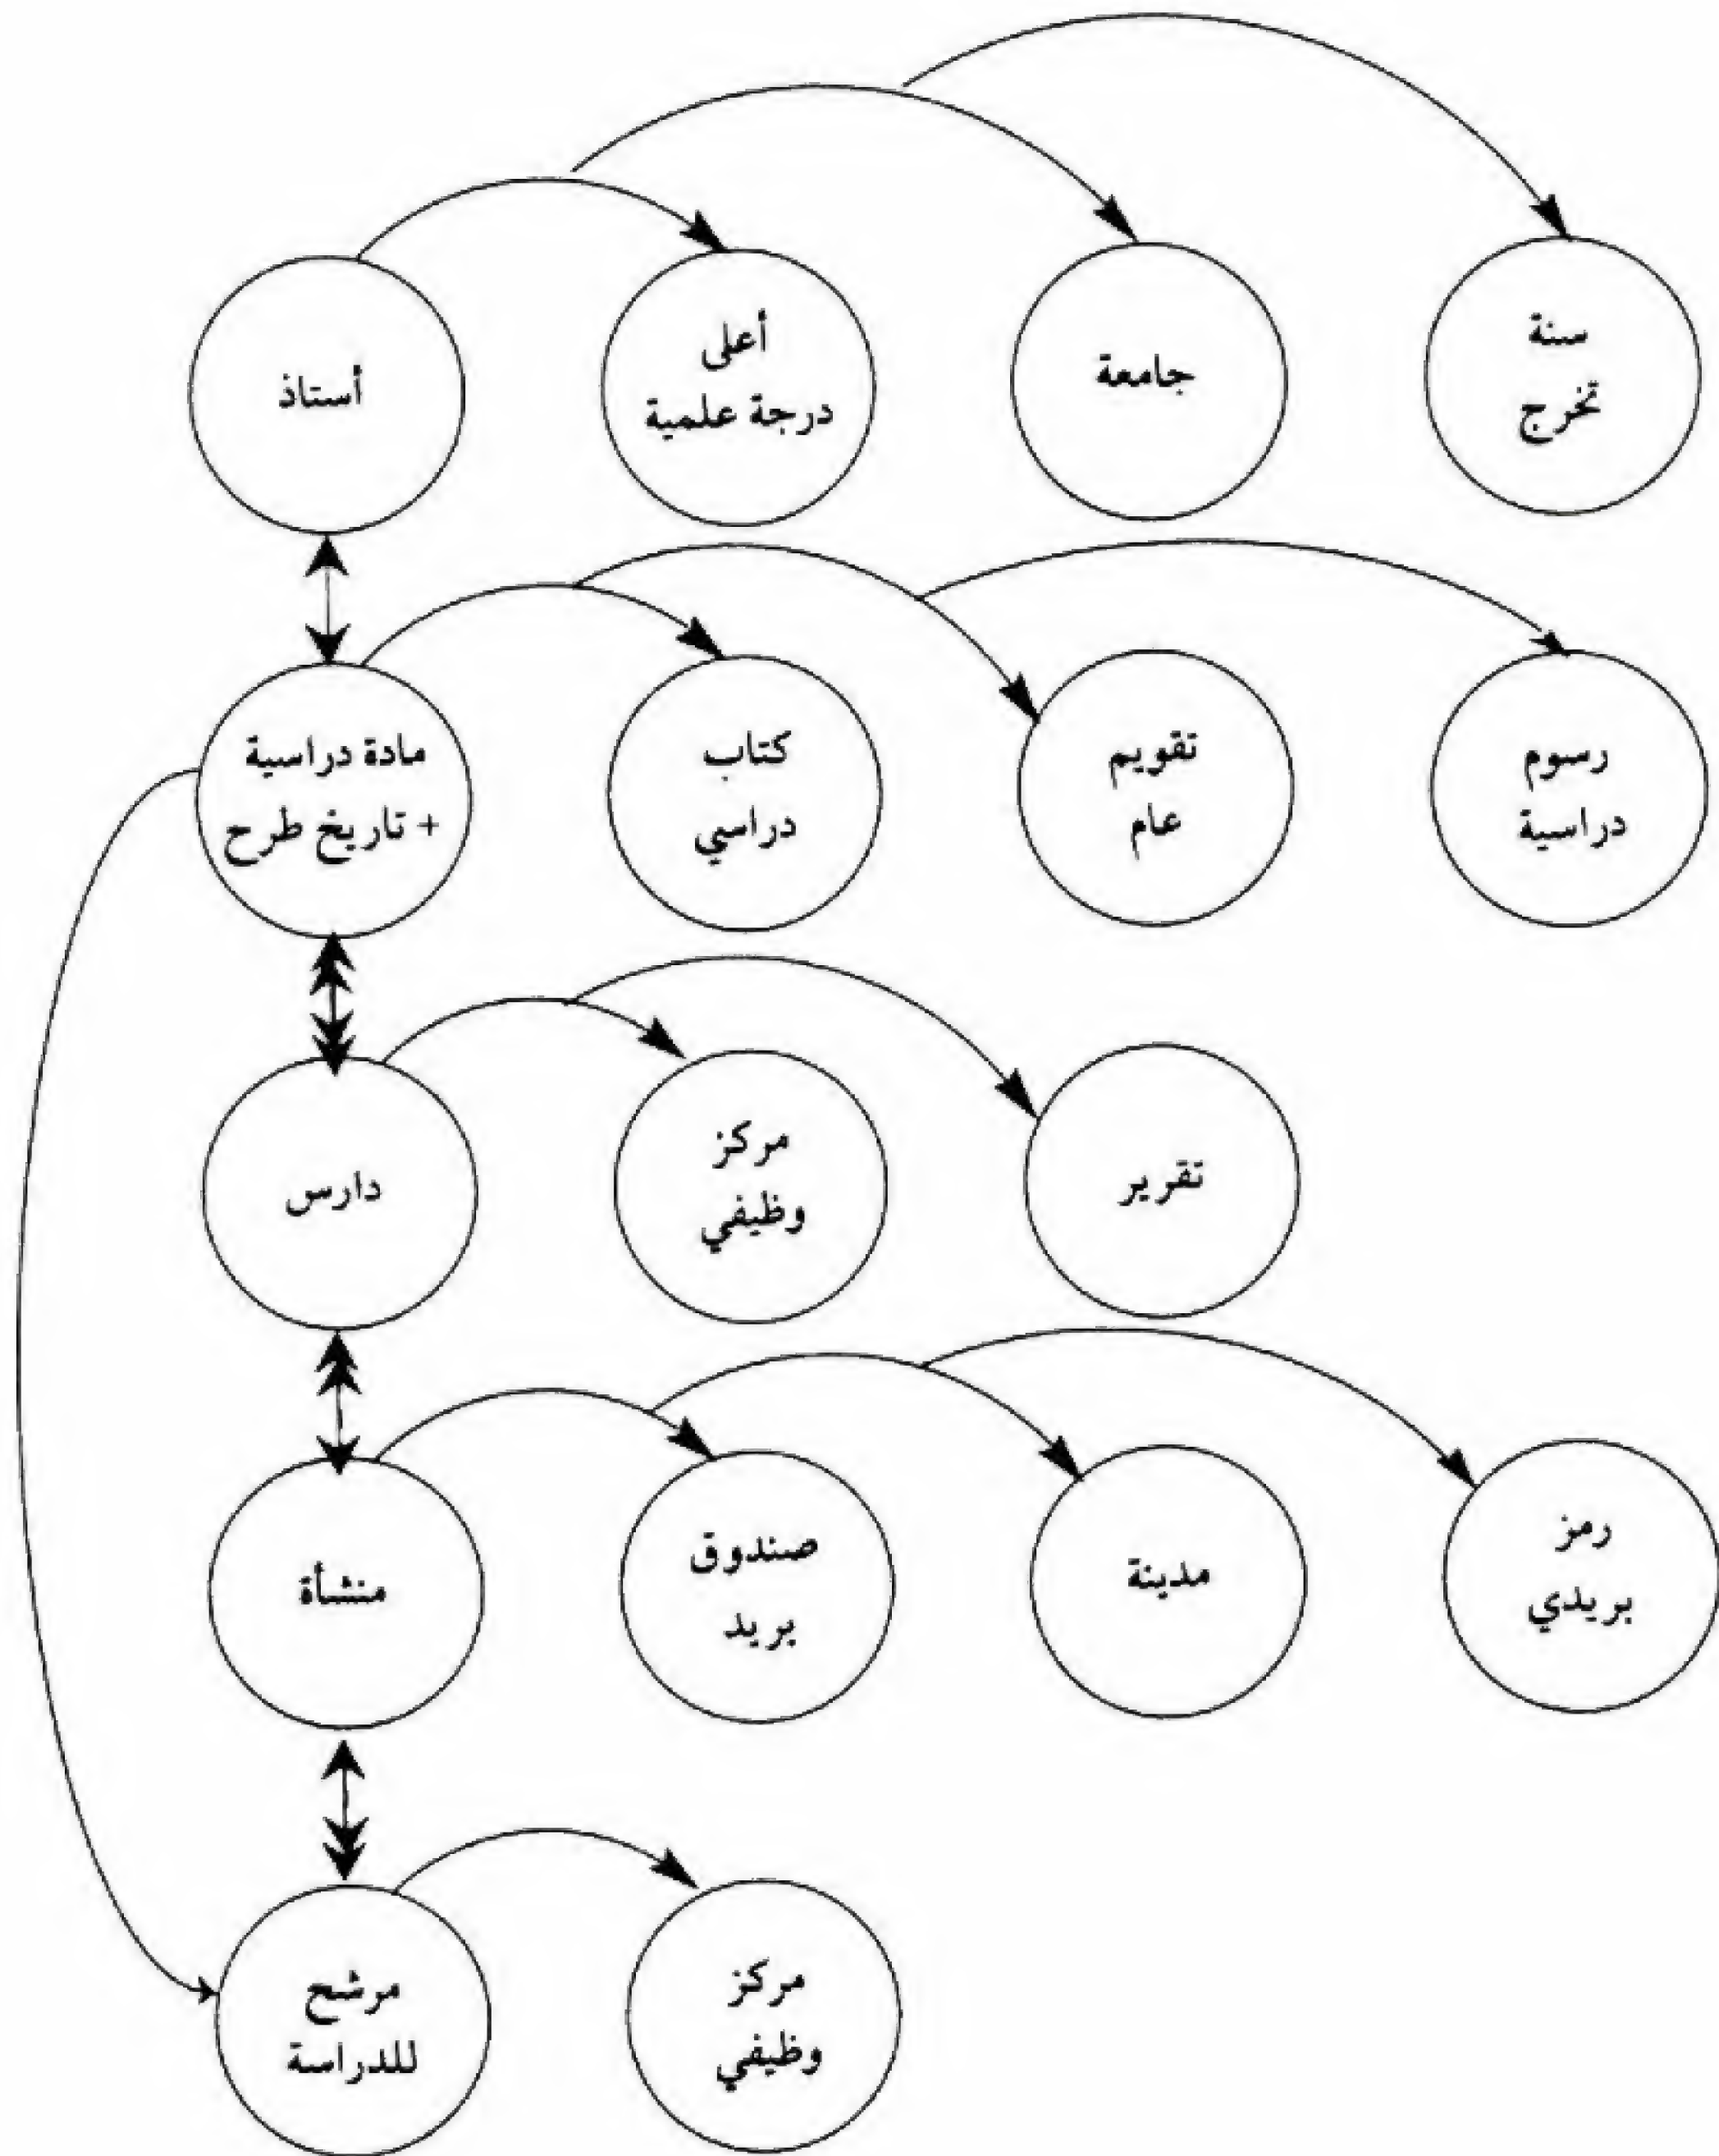 أستاذ
أعلى
درجة علمية
جامعة
سنة
تخرج
مادة دراسية
+ تاريخ طرح
كتاب
دراسي
تقويم
عام
رسوم
دراسية
دارس
مركز
وظيفي
تقرير
منشأة
صندوق
بريد
مدينة
رمز
بريدي
مرشح
للدراسة
مركز
وظيفي